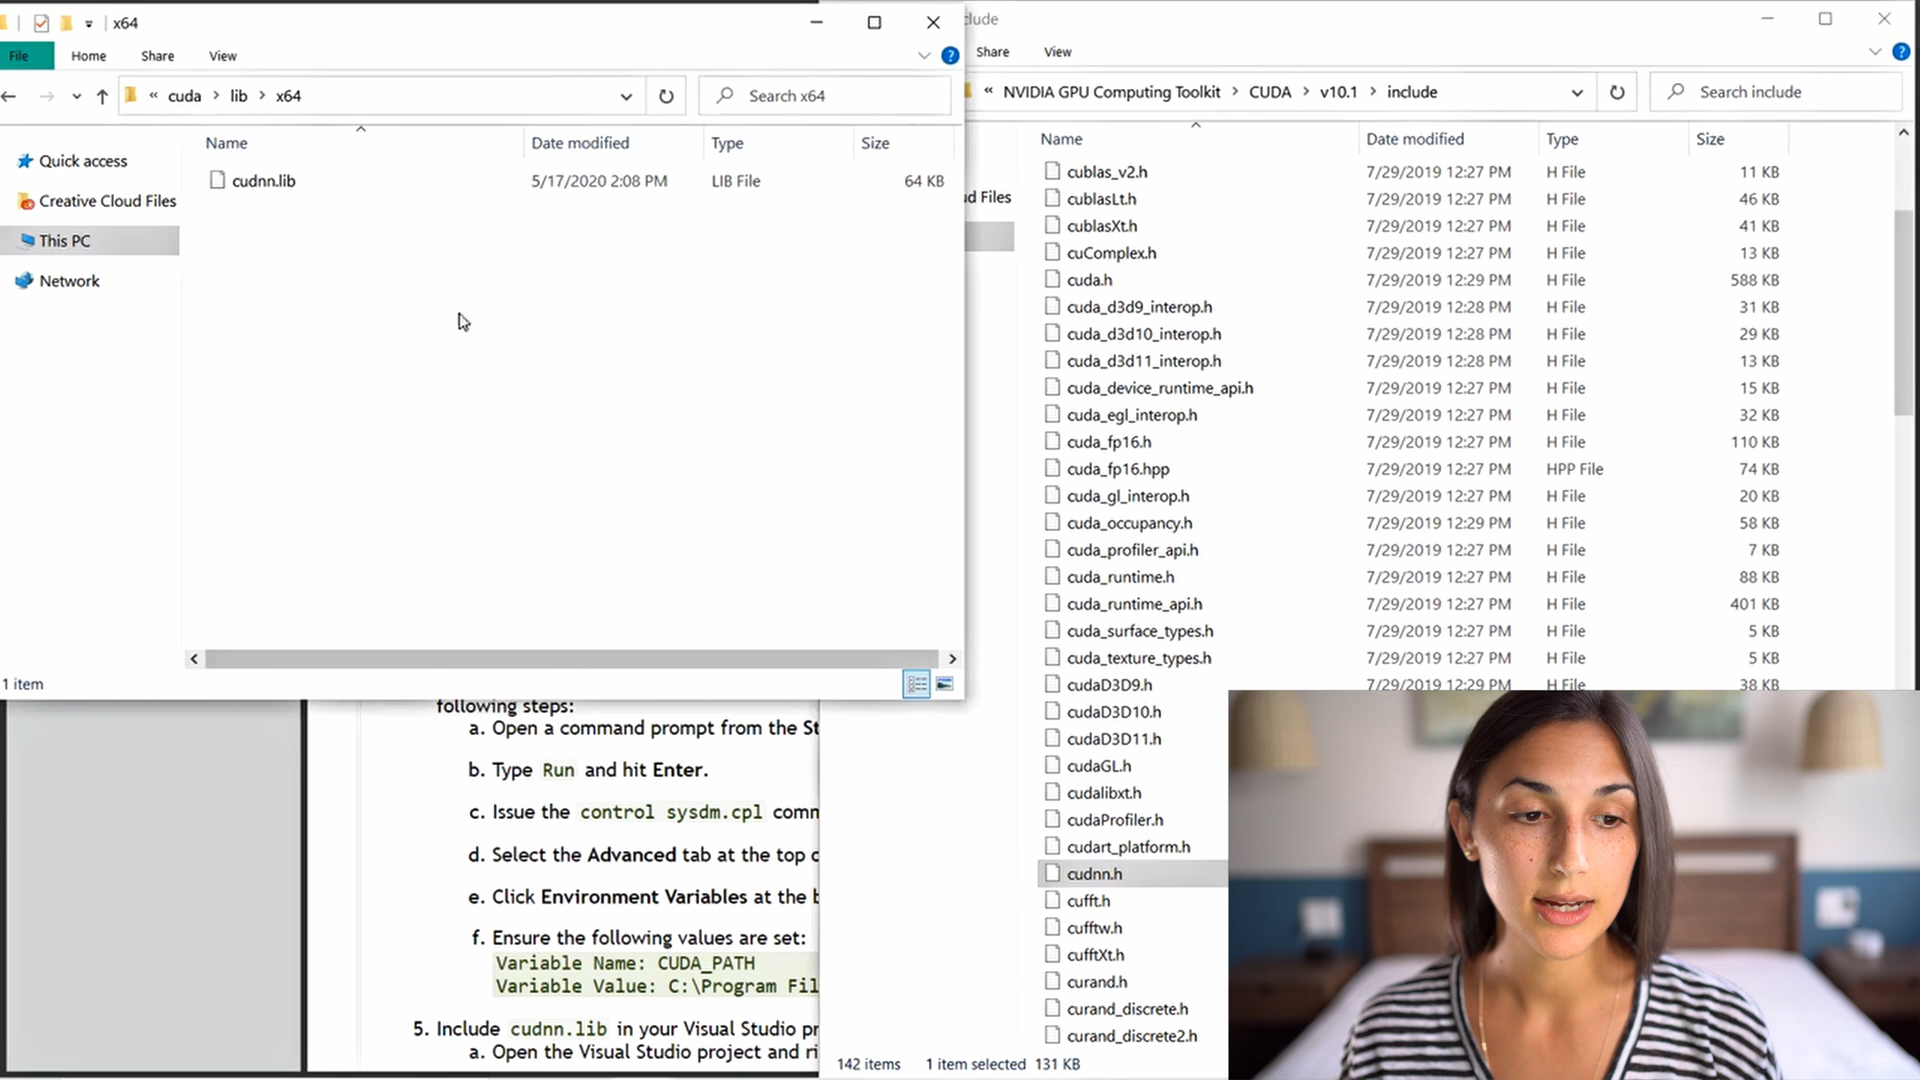 x64
File Home Share View
« cuda > lib > x64
Search x64
Name Date modified Type Size
cudnn.lib 5/17/2020 2:08 PM LIB File 64 KB
Quick access
Creative Cloud Files
This PC
Network
1 item
following steps:
a. Open a command prompt from the St
b. Type Run and hit Enter.
c. Issue the control sysdm.cpl comm
d. Select the Advanced tab at the top o
e. Click Environment Variables at the b
f. Ensure the following values are set:
Variable Name: CUDA_PATH
Variable Value: C:\Program Fil
5. Include cudnn.lib in your Visual Studio pr
a. Open the Visual Studio project and ri
clude
Share View
« NVIDIA GPU Computing Toolkit > CUDA > v10.1 > include
Search include
ud Files
Name Date modified Type Size
cublas_v2.h 7/29/2019 12:27 PM H File 11 KB
cublasLt.h 7/29/2019 12:27 PM H File 46 KB
cublasXt.h 7/29/2019 12:27 PM H File 41 KB
cuComplex.h 7/29/2019 12:27 PM H File 13 KB
cuda.h 7/29/2019 12:29 PM H File 588 KB
cuda_d3d9_interop.h 7/29/2019 12:28 PM H File 31 KB
cuda_d3d10_interop.h 7/29/2019 12:28 PM H File 29 KB
cuda_d3d11_interop.h 7/29/2019 12:28 PM H File 13 KB
cuda_device_runtime_api.h 7/29/2019 12:27 PM H File 15 KB
cuda_egl_interop.h 7/29/2019 12:27 PM H File 32 KB
cuda_fp16.h 7/29/2019 12:27 PM H File 110 KB
cuda_fp16.hpp 7/29/2019 12:27 PM HPP File 74 KB
cuda_gl_interop.h 7/29/2019 12:27 PM H File 20 KB
cuda_occupancy.h 7/29/2019 12:29 PM H File 58 KB
cuda_profiler_api.h 7/29/2019 12:27 PM H File 7 KB
cuda_runtime.h 7/29/2019 12:27 PM H File 88 KB
cuda_runtime_api.h 7/29/2019 12:27 PM H File 401 KB
cuda_surface_types.h 7/29/2019 12:27 PM H File 5 KB
cuda_texture_types.h 7/29/2019 12:27 PM H File 5 KB
cudaD3D9.h 7/29/2019 12:29 PM H File 38 KB
cudaD3D10.h
cudaD3D11.h
cudaGL.h
cudalibxt.h
cudaProfiler.h
cudart_platform.h
cudnn.h
cufft.h
cufftw.h
cufftXt.h
curand.h
curand_discrete.h
curand_discrete2.h
142 items 1 item selected 131 KB